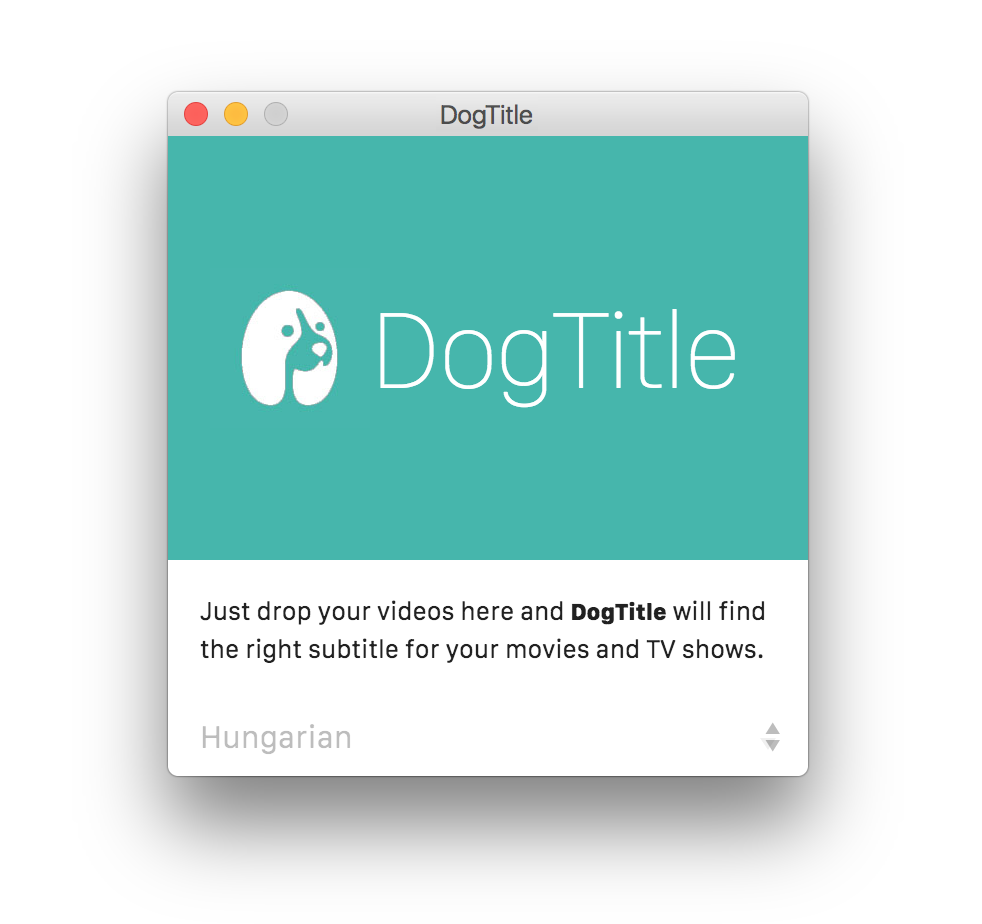 DogTitle
DogTitle
Just drop your videos here and DogTitle will find
the right subtitle for your movies and TV shows.
Hungarian